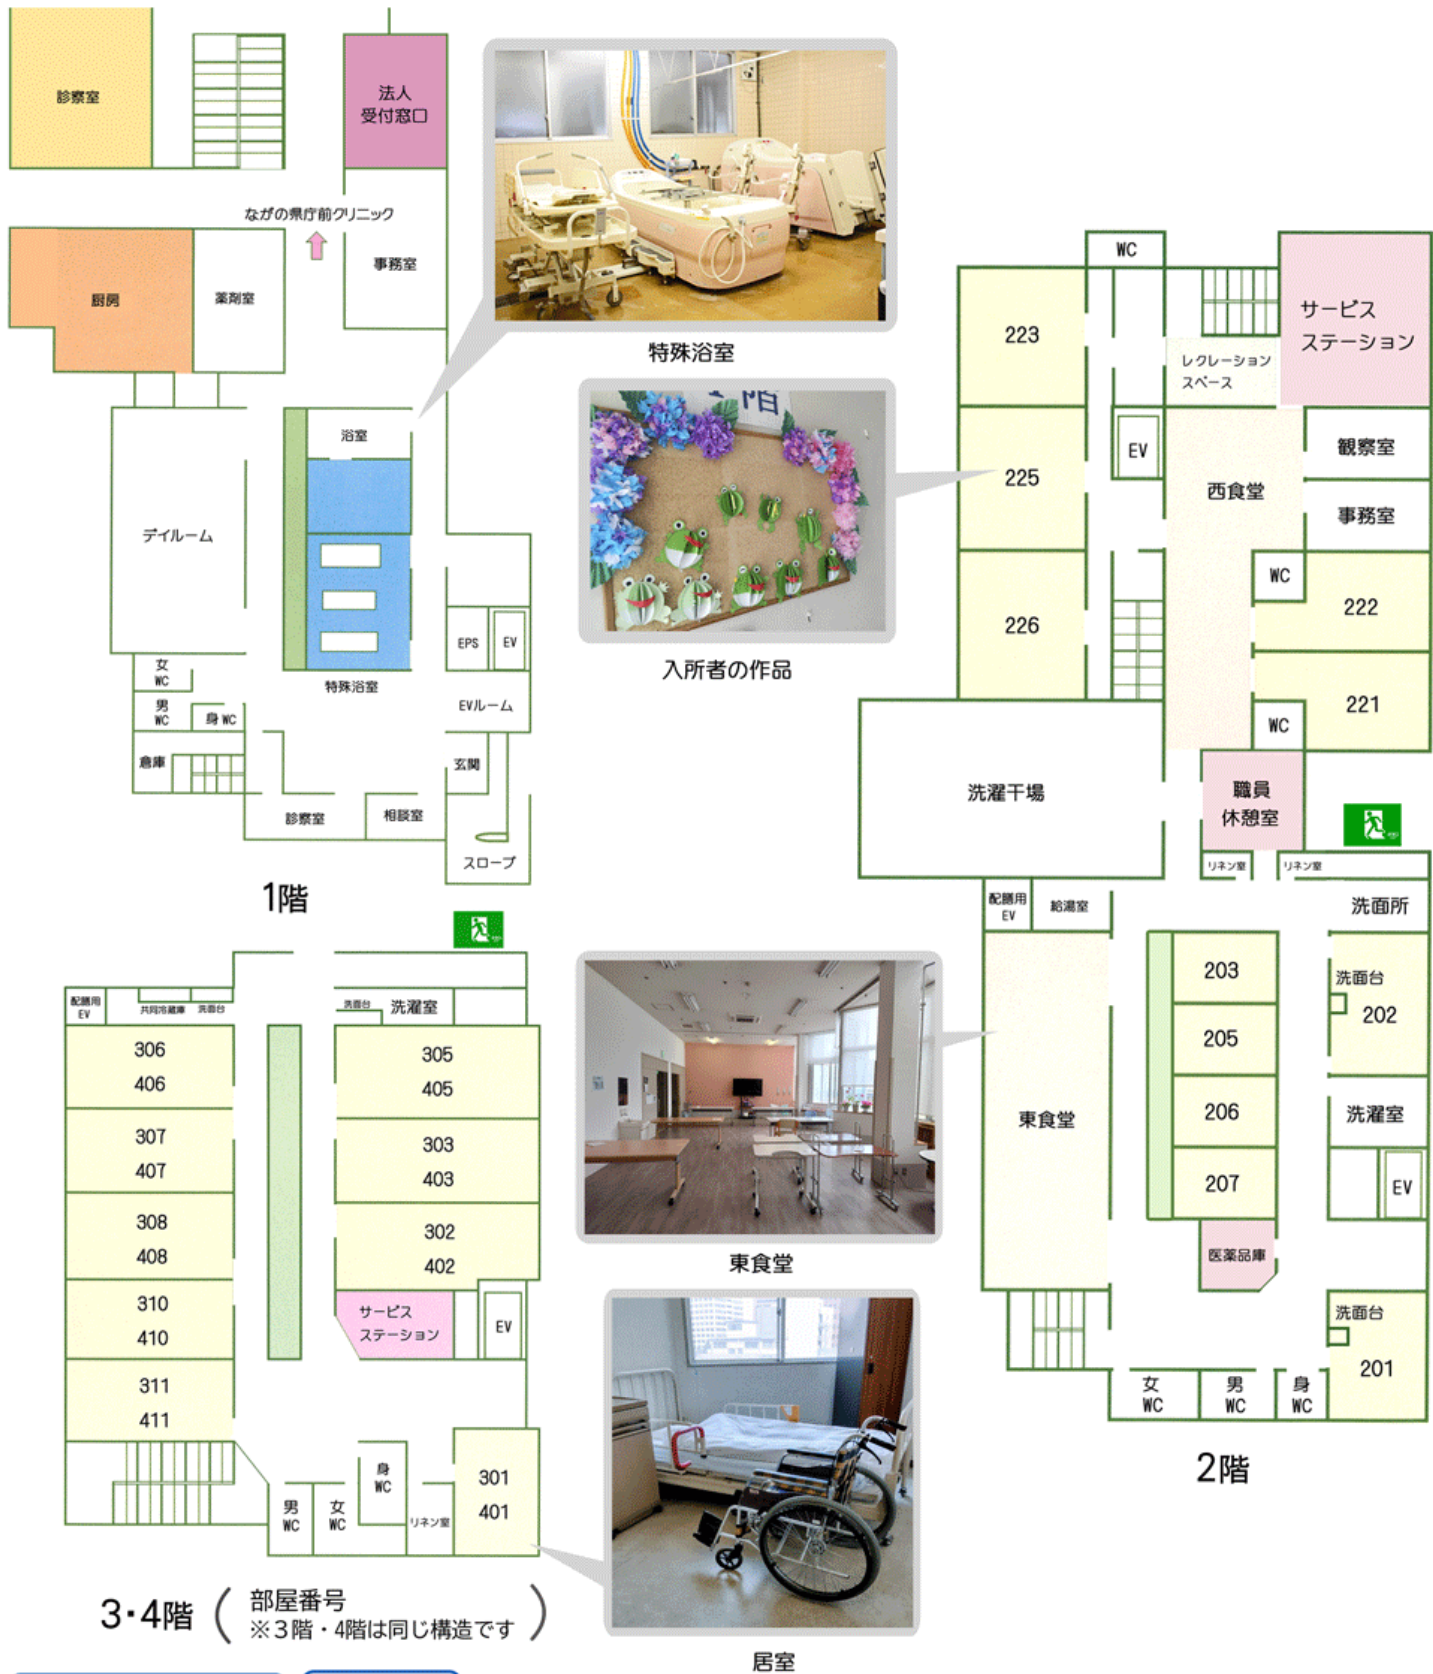 診察室
法人
受付窓口
ながの県庁前クリニック
事務室
厨房
薬剤室
浴室
デイルーム
特殊浴室
EPS
EV
EVルーム
女
WC
男
WC
身WC
倉庫
玄関
診察室
相談室
スロープ
1階
特殊浴室
階
入所者の作品
WC
223
サービス
ステーション
レクレーション
スペース
EV
225
西食堂
観察室
事務室
WC
222
226
221
WC
洗濯干場
職員
休憩室
リネン室
リネン室
配膳用
EV
給湯室
洗面所
203
洗面台
202
205
東食堂
206
洗濯室
207
EV
医薬品庫
洗面台
201
女
WC
男
WC
身
WC
2階
東食堂
配膳用
EV
共同冷蔵庫
洗面台
洗面台
洗濯室
306
406
305
405
307
407
303
403
308
408
302
402
310
410
サービス
ステーション
EV
311
411
男
WC
女
WC
身
WC
リネン室
301
401
3・4階
部屋番号
※3階・4階は同じ構造です
居室